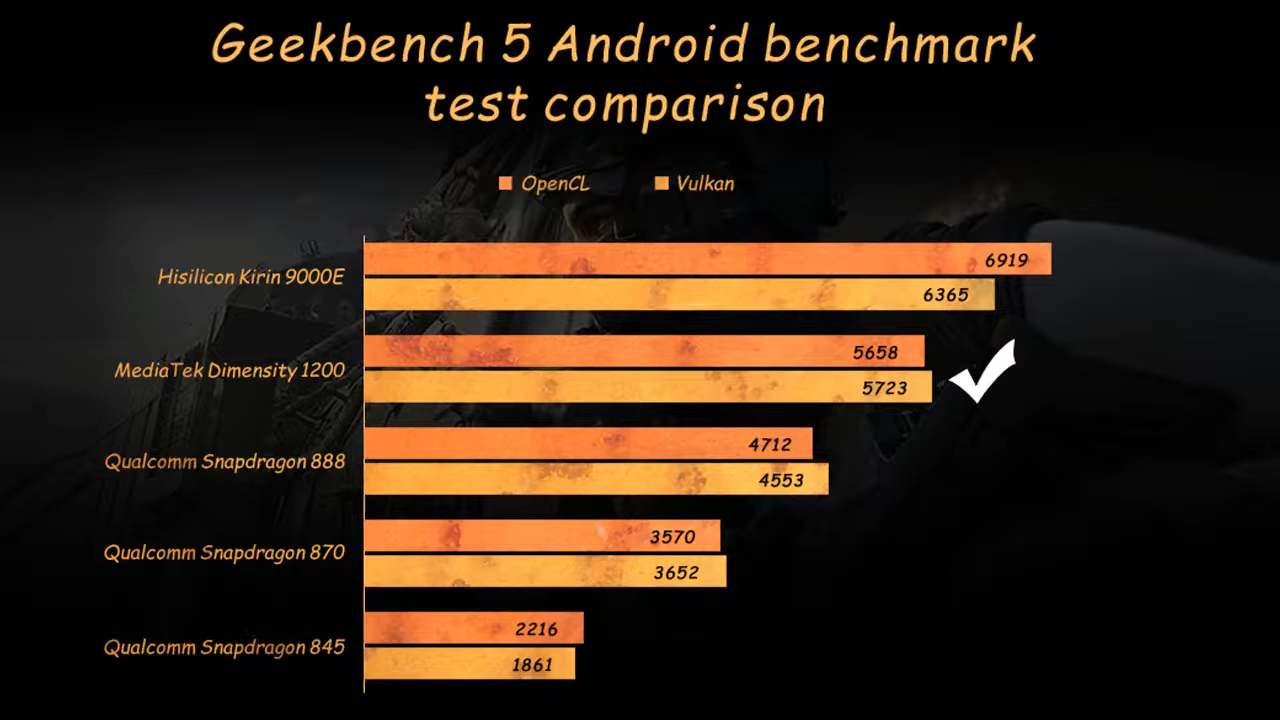 Geekbench 5 Android benchmark
test comparison
OpenCL
Vulkan
Hisilicon Kirin 9000E
6919
6365
MediaTek Dimensity 1200
5658
5723
Qualcomm Snapdragon 888
4712
4553
Qualcomm Snapdragon 870
3570
3652
Qualcomm Snapdragon 845
2216
1861